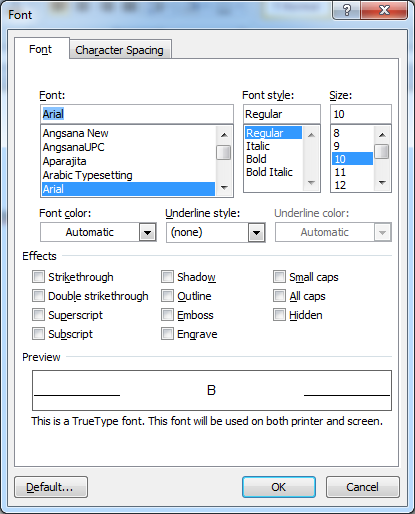 Font
?
Font Character Spacing
Font: Font style: Size:
Arial Regular 10
Angsana New Regular 8
AngsanaUPC Italic 9
Aparajita Bold 10
Arabic Typesetting Bold Italic 11
Arial 12
Font color: Underline style: Underline color:
Automatic (none) Automatic
Effects
Strikethrough Shadow Small caps
Double strikethrough Outline All caps
Superscript Emboss Hidden
Subscript Engrave
Preview
B
This is a TrueType font. This font will be used on both printer and screen.
Default... OK Cancel